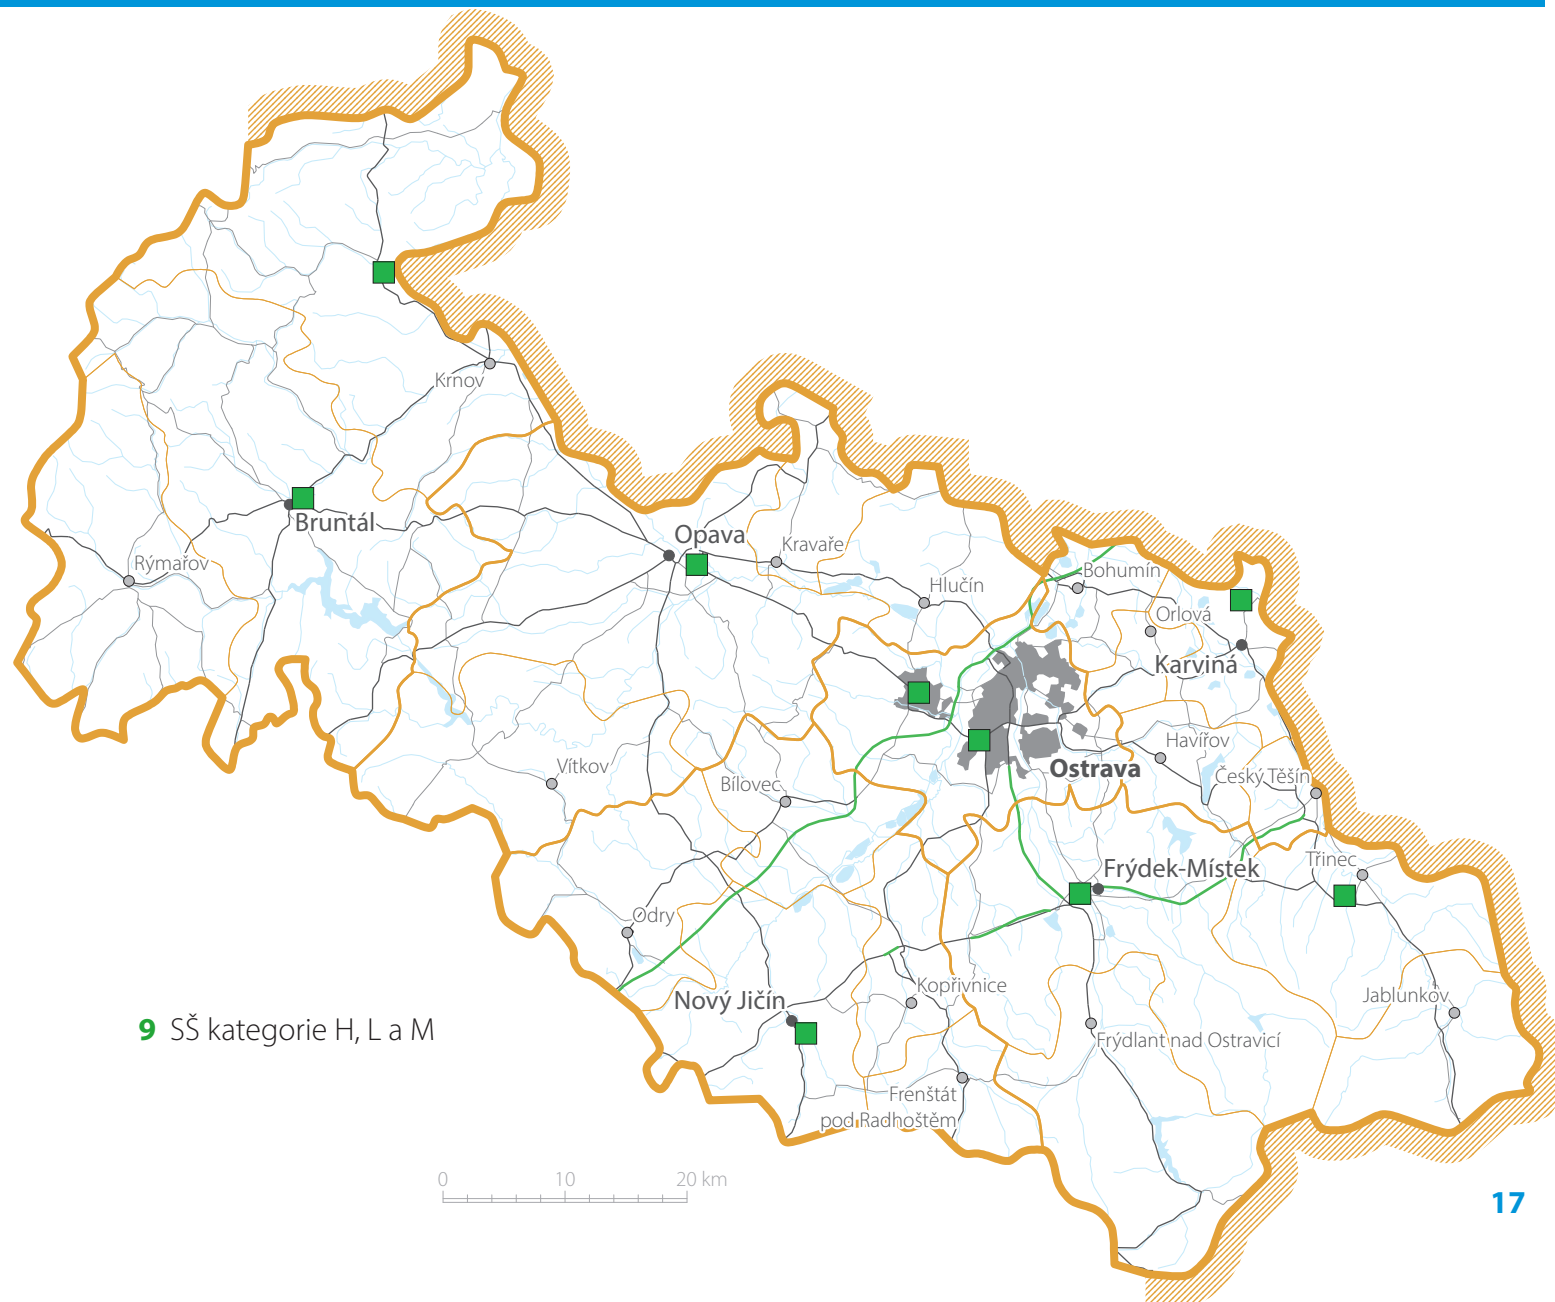 Krnov
Bruntál
Rýmařov
Opava
Kravaře
Hlučín
Bohumín
Orlová
Karviná
Havířov
Ostrava
Český Těšín
Vítkov
Bílovec
Třinec
Frýdek-Místek
Odry
Kopřivnice
Nový Jičín
Jablunkov
Frýdlant nad Ostravicí
9 SŠ kategorie H, L a M
Frenštát
pod Radhoštěm
0 10 20 km
17